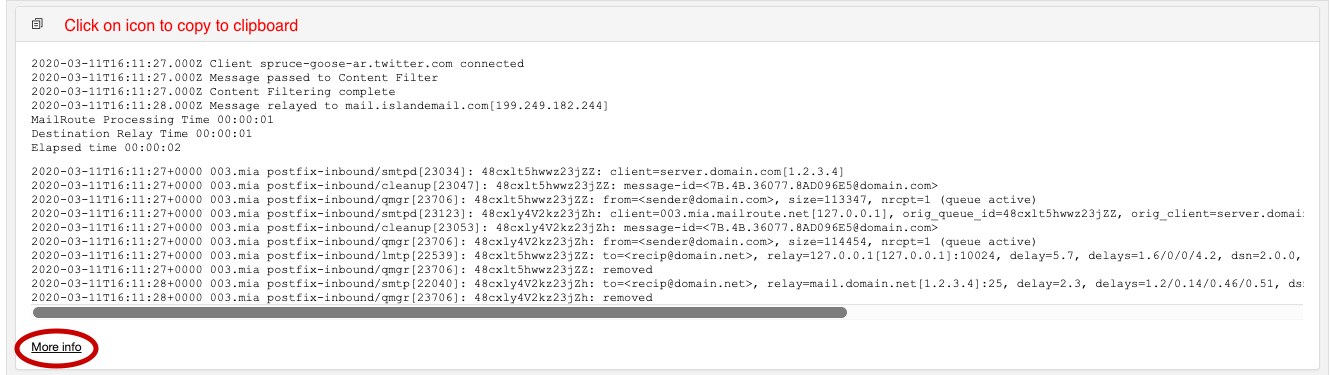 Click on icon to copy to clipboard
2020-03-11T16:11:27.000Z Client spruce-goose-ar.twitter.com connected
2020-03-11T16:11:27.000Z Message passed to Content Filter
2020-03-11T16:11:27.000Z Content Filtering complete
2020-03-11T16:11:28.000Z Message relayed to mail.islandemail.com[199.249.182.244]
MailRoute Processing Time 00:00:01
Destination Relay Time 00:00:01
Elapsed time 00:00:02
2020-03-11T16:11:27+0000 003.mia postfix-inbound/smtpd[23034]: 48cxlt5hwwz23jZZ: client=server.domain.com[1.2.3.4]
2020-03-11T16:11:27+0000 003.mia postfix-inbound/cleanup[23047]: 48cxlt5hwwz23jZZ: message-id=<7B.4B.36077.8AD096E5@domain.com>
2020-03-11T16:11:27+0000 003.mia postfix-inbound/qmgr[23706]: 48cxlt5hwwz23jZZ: from=<sender@domain.com>, size=113347, nrcpt=1 (queue active)
2020-03-11T16:11:27+0000 003.mia postfix-inbound/smtpd[23123]: 48cxly4V2kz23jZh: client=003.mia.mailroute.net[127.0.0.1], orig_queue_id=48cxlt5hwwz23jZZ, orig_client=server.domai
2020-03-11T16:11:27+0000 003.mia postfix-inbound/cleanup[23053]: 48cxly4V2kz23jZh: message-id=<7B.4B.36077.8AD096E5@domain.com>
2020-03-11T16:11:27+0000 003.mia postfix-inbound/qmgr[23706]: 48cxly4V2kz23jZh: from=<sender@domain.com>, size=114454, nrcpt=1 (queue active)
2020-03-11T16:11:27+0000 003.mia postfix-inbound/lmtp[22539]: 48cxlt5hwwz23jZZ: to=<recip@domain.net>, relay=127.0.0.1[127.0.0.1]:10024, delay=5.7, delays=1.6/0/0/4.2, dsn=2.0.0,
2020-03-11T16:11:27+0000 003.mia postfix-inbound/qmgr[23706]: 48cxlt5hwwz23jZZ: removed
2020-03-11T16:11:28+0000 003.mia postfix-inbound/smtp[22040]: 48cxly4V2kz23jZh: to=<recip@domain.net>, relay=mail.domain.net[1.2.3.4]:25, delay=2.3, delays=1.2/0.14/0.46/0.51, ds
2020-03-11T16:11:28+0000 003.mia postfix-inbound/qmgr[23706]: 48cxly4V2kz23jZh: removed
More info